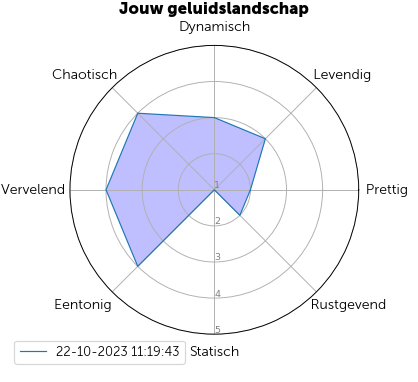 Jouw geluidslandschap
Dynamisch
Chaotisch
Levendig
Vervelend
1
Prettig
2
3
4
5
Eentonig
Rustgevend
22-10-2023 11:19:43
Statisch